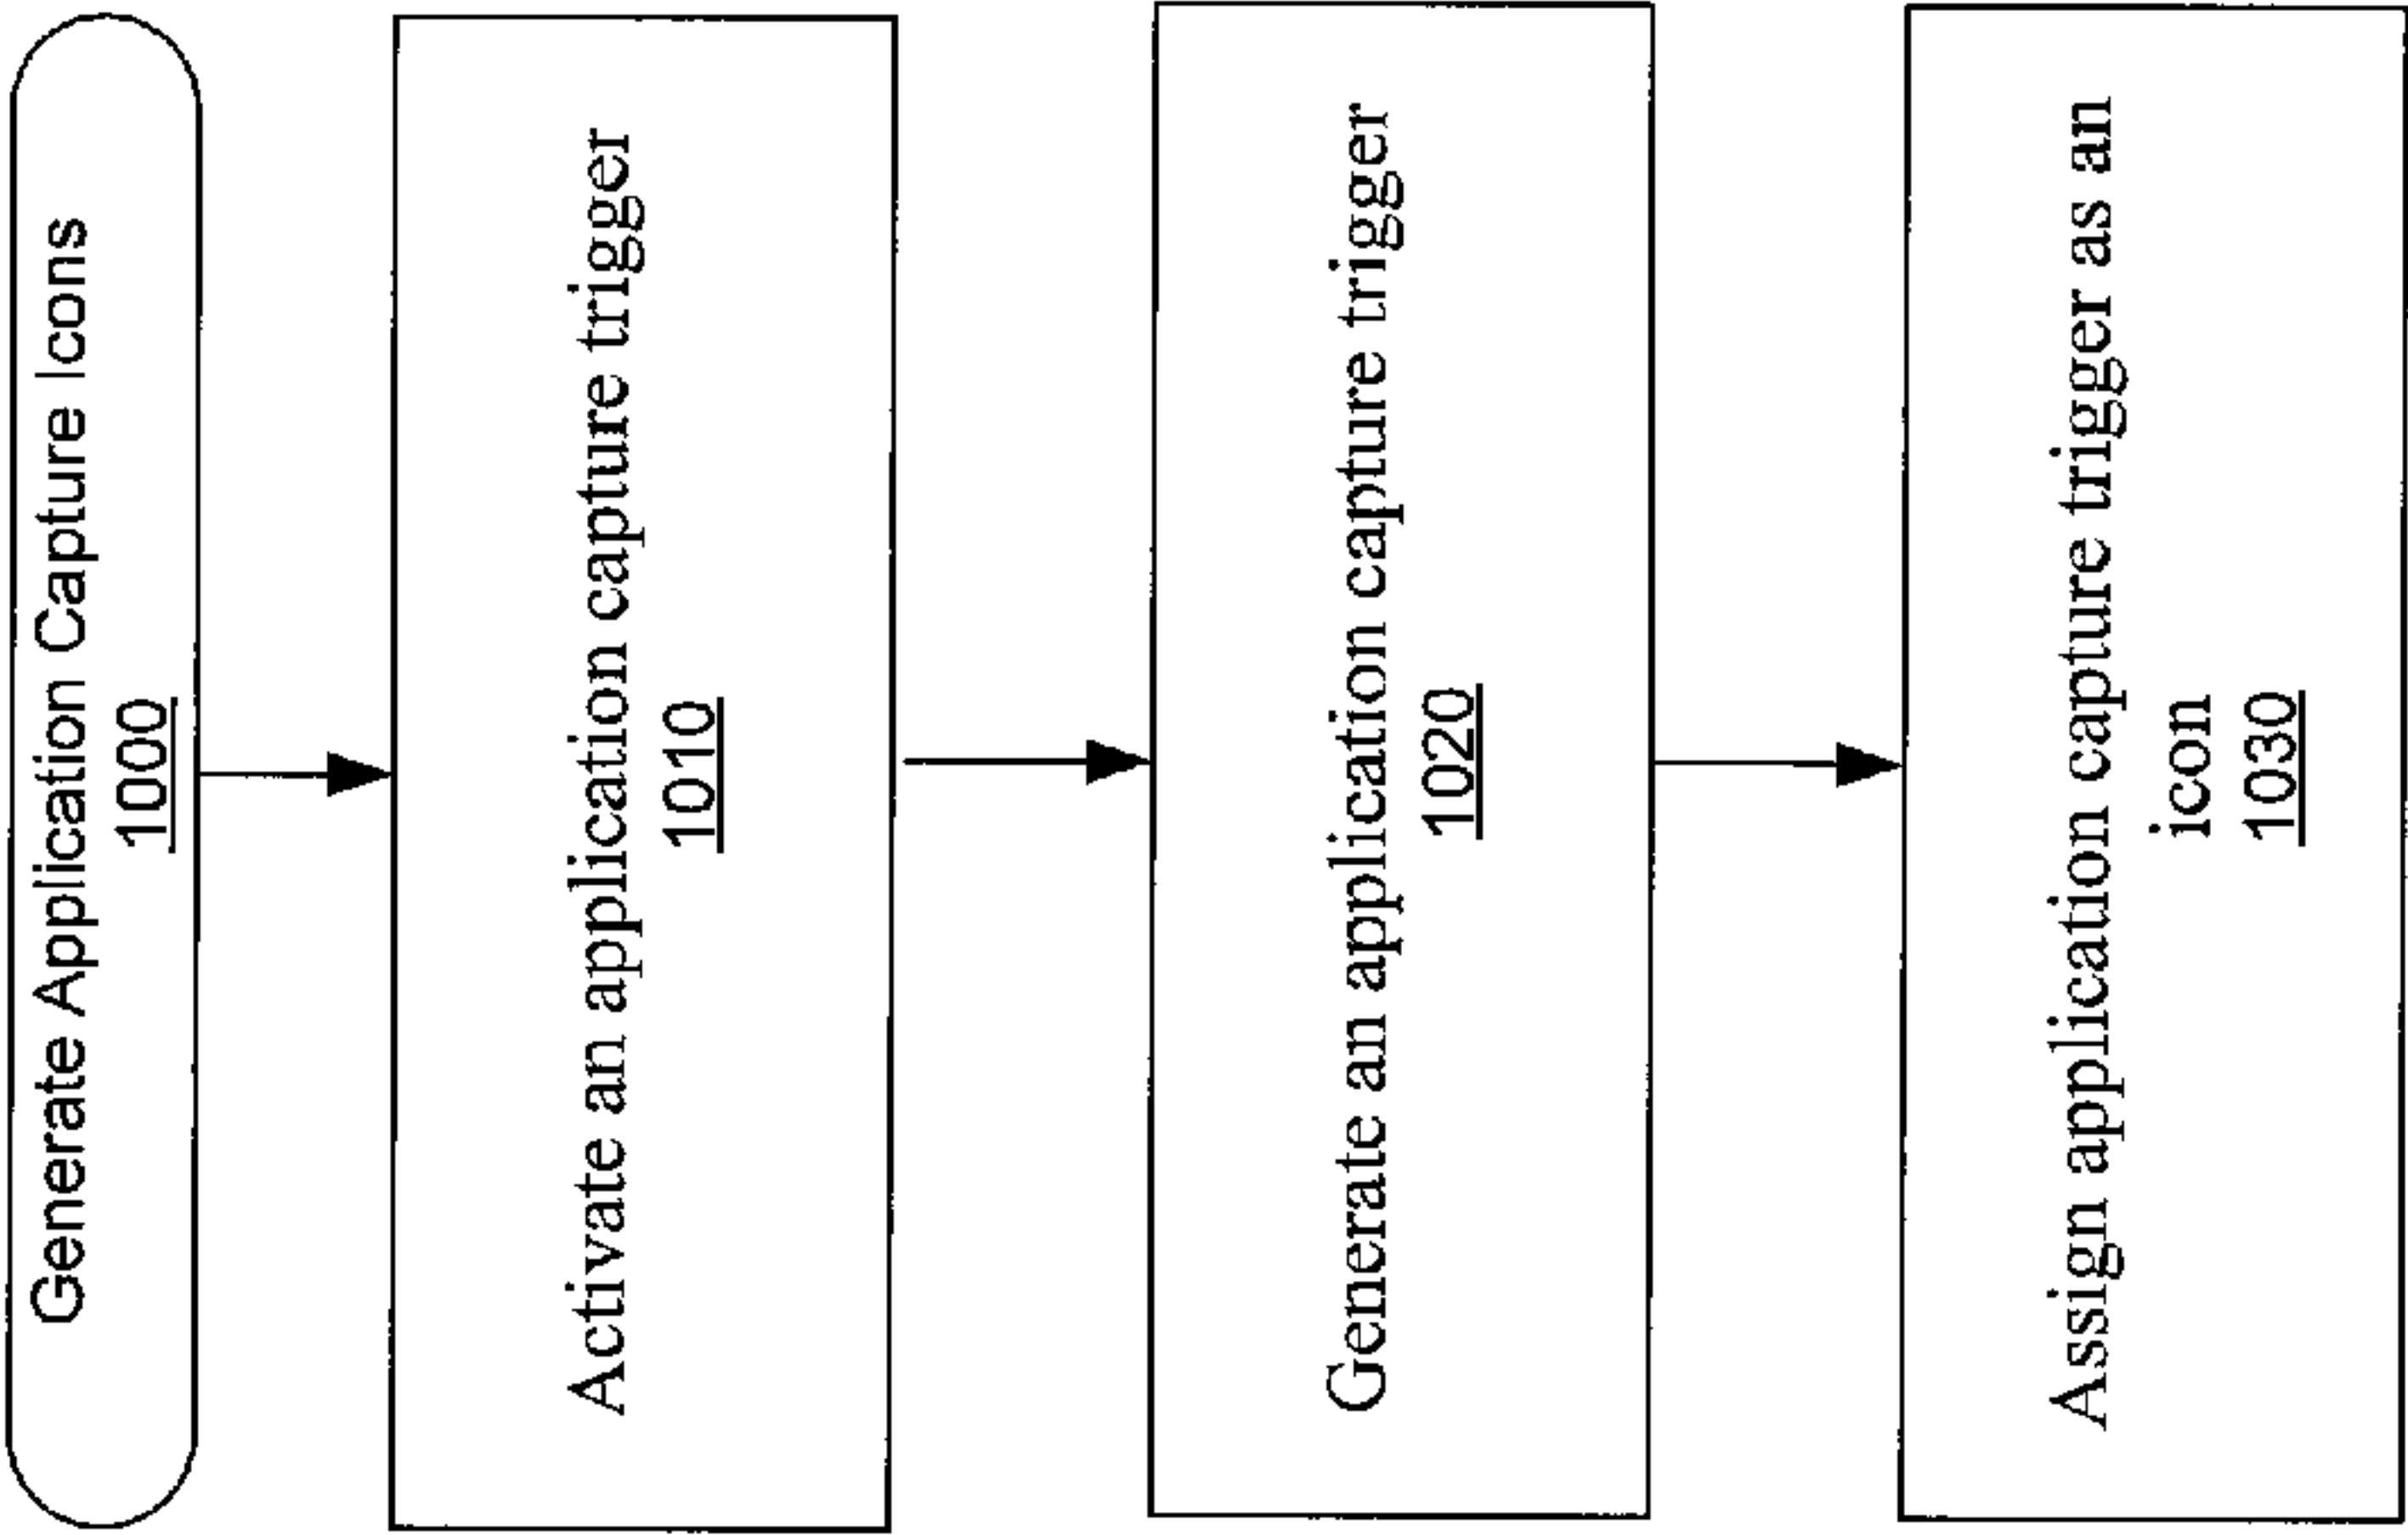 Generate Application Capture Icons
1000
Activate an application capture trigger
1010
Generate an application capture trigger
1020
Assign application capture trigger as an
icon
1030